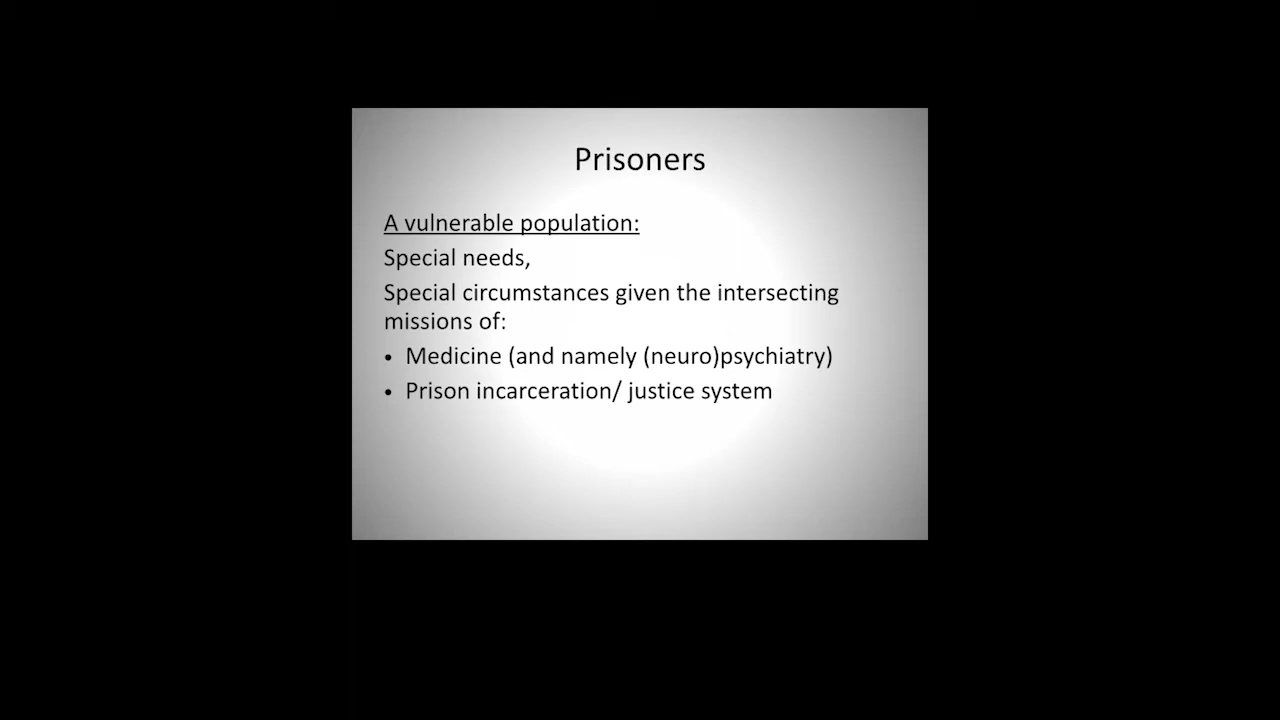 Prisoners
A vulnerable population:
Special needs,
Special circumstances given the intersecting
missions of:
• Medicine (and namely (neuro)psychiatry)
• Prison incarceration/ justice system